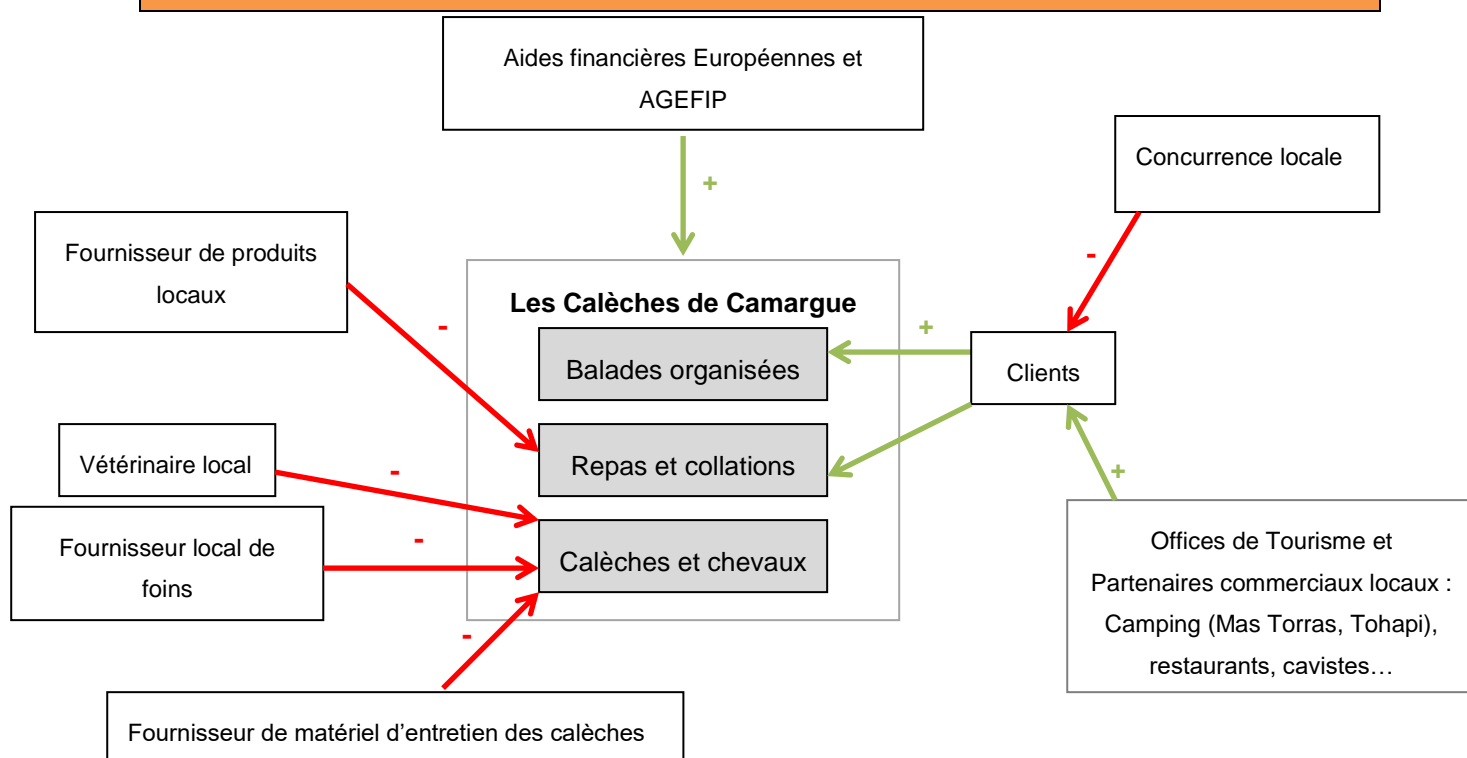 Aides financières Européennes et
AGEFIP
+
Concurrence locale
-
Fournisseur de produits
locaux
-
Les Calèches de Camargue
Balades organisées
+
Clients
Vétérinaire local
-
Repas et collations
+
Fournisseur local de
foins
-
Calèches et chevaux
-
Offices de Tourisme et
Partenaires commerciaux locaux :
Camping (Mas Torras, Tohapi),
restaurants, cavistes…
Fournisseur de matériel d’entretien des calèches